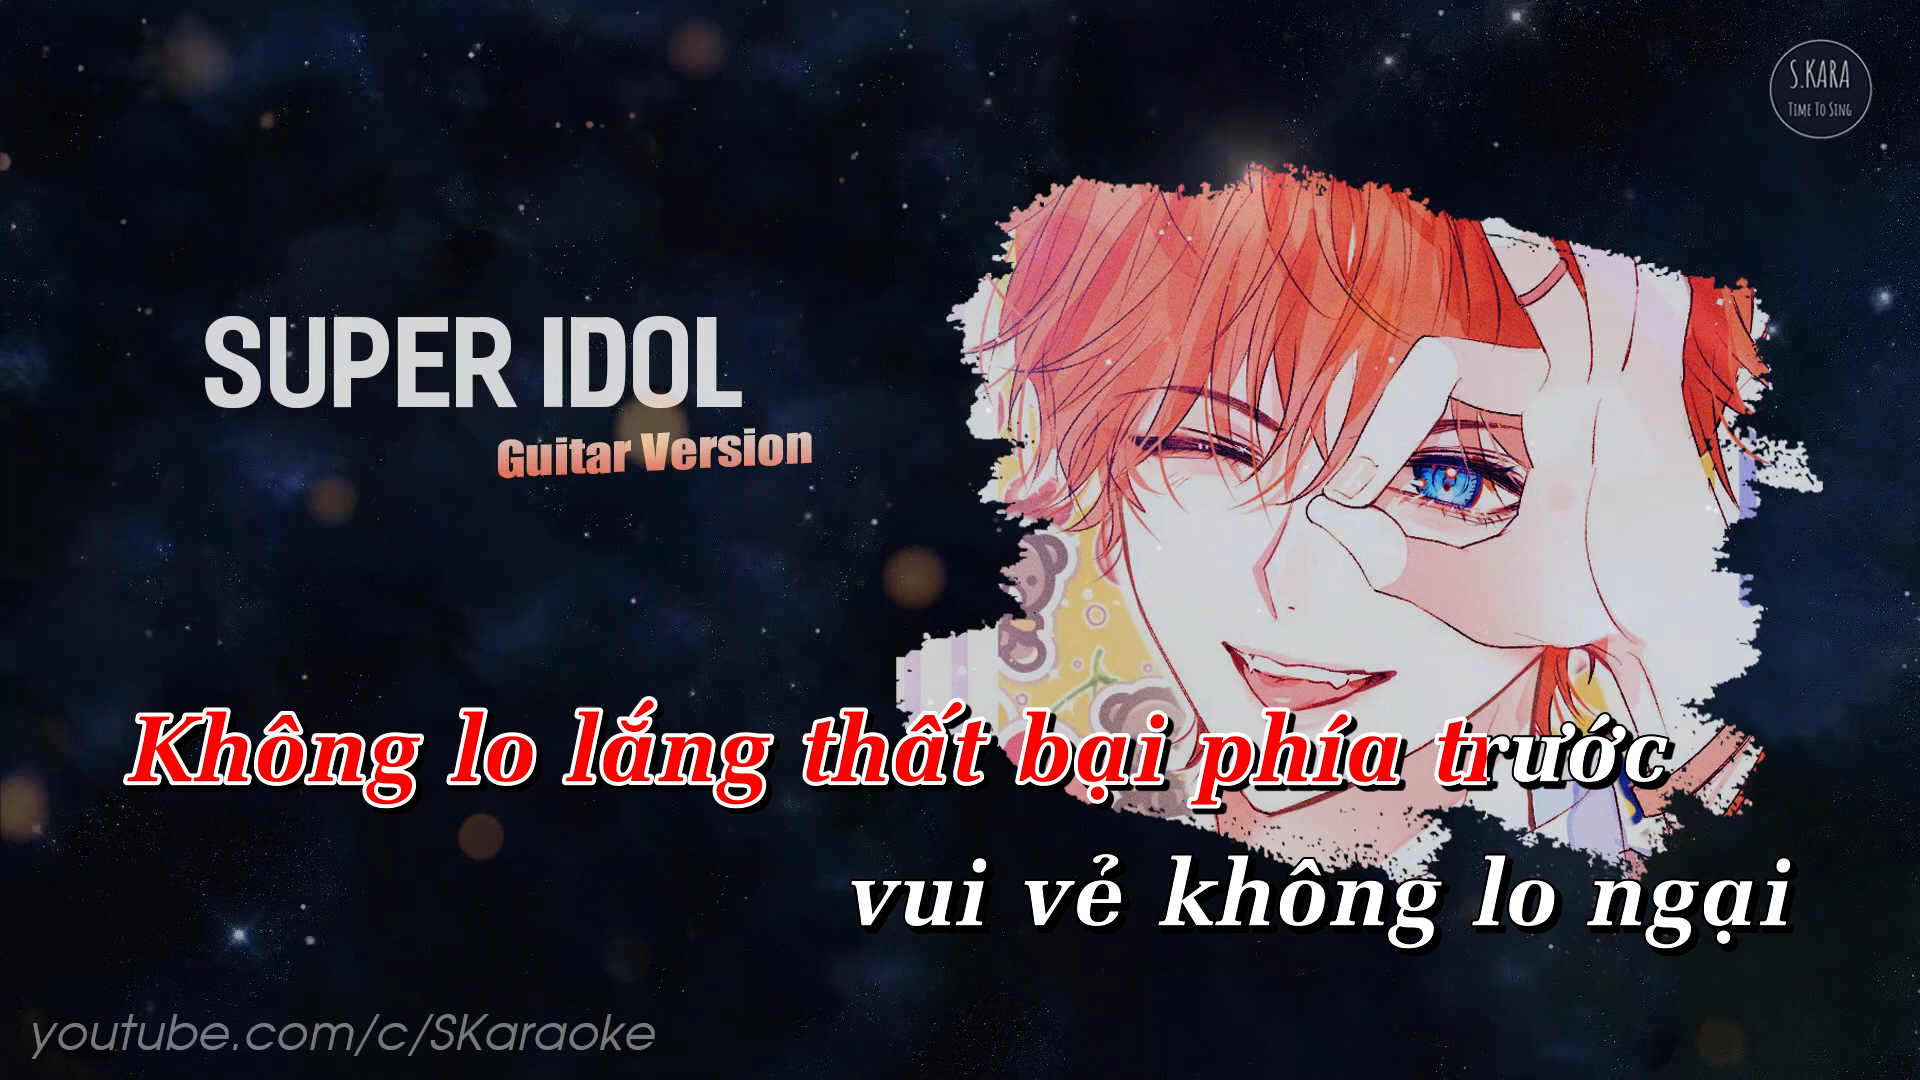 S.KARA
TIME TO SING
SUPER IDOL
Guitar Version
Không lo lắng thất bại phía trước
vui vẻ không lo ngại
youtube.com/c/SKaraoke